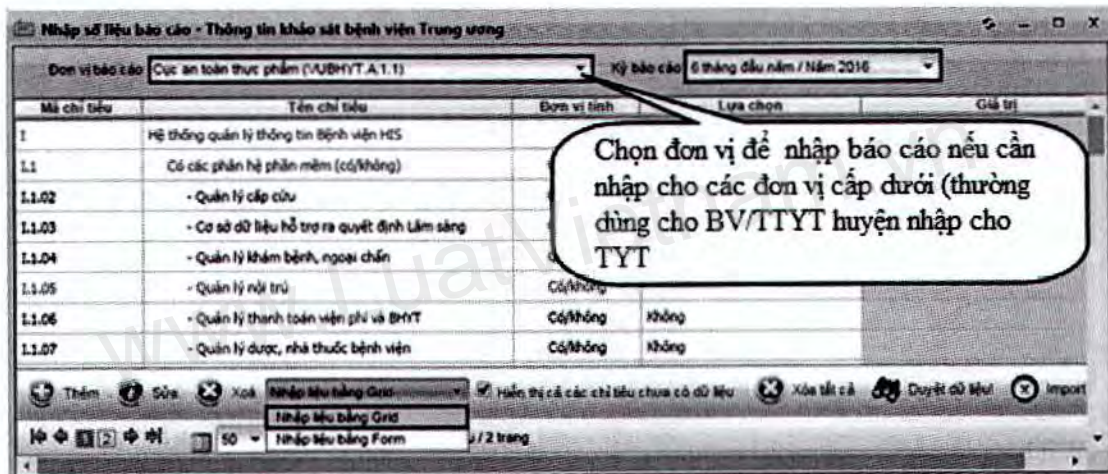 Nhập số liệu báo cáo - Thông tin khảo sát bệnh viện Trung ương
Đơn vị báo cáo Cục an toàn thực phẩm (VUBHYT.A.1.1) Kỳ báo cáo 6 tháng đầu năm / Năm 2016
Mã chỉ tiêu Tên chỉ tiêu Đơn vị tính Lựa chọn Giá trị
I Hệ thống quản lý thông tin Bệnh viện HIS
I.1 Có các phân hệ phần mềm (có/không)
I.1.02 - Quản lý cấp cứu
I.1.03 - Cơ sở dữ liệu hỗ trợ ra quyết định Lâm sàng
I.1.04 - Quản lý khám bệnh, ngoại chẩn
I.1.05 - Quản lý nội trú Có/không
I.1.06 - Quản lý thanh toán viện phí và BHYT Có/không Không
I.1.07 - Quản lý dược, nhà thuốc bệnh viện Có/không Không
Chọn đơn vị để nhập báo cáo nếu cần
nhập cho các đơn vị cấp dưới (thường
dùng cho BV/TTYT huyện nhập cho
TYT
Thêm Sửa Xoá Nhập liệu bằng Grid Hiển thị cả các chỉ tiêu chưa có dữ liệu Xóa tất cả Duyệt dữ liệu! Import
Nhập liệu bằng Grid
1 2 50 Nhập liệu bằng Form / 2 trang
www.LuatVietnam.vn